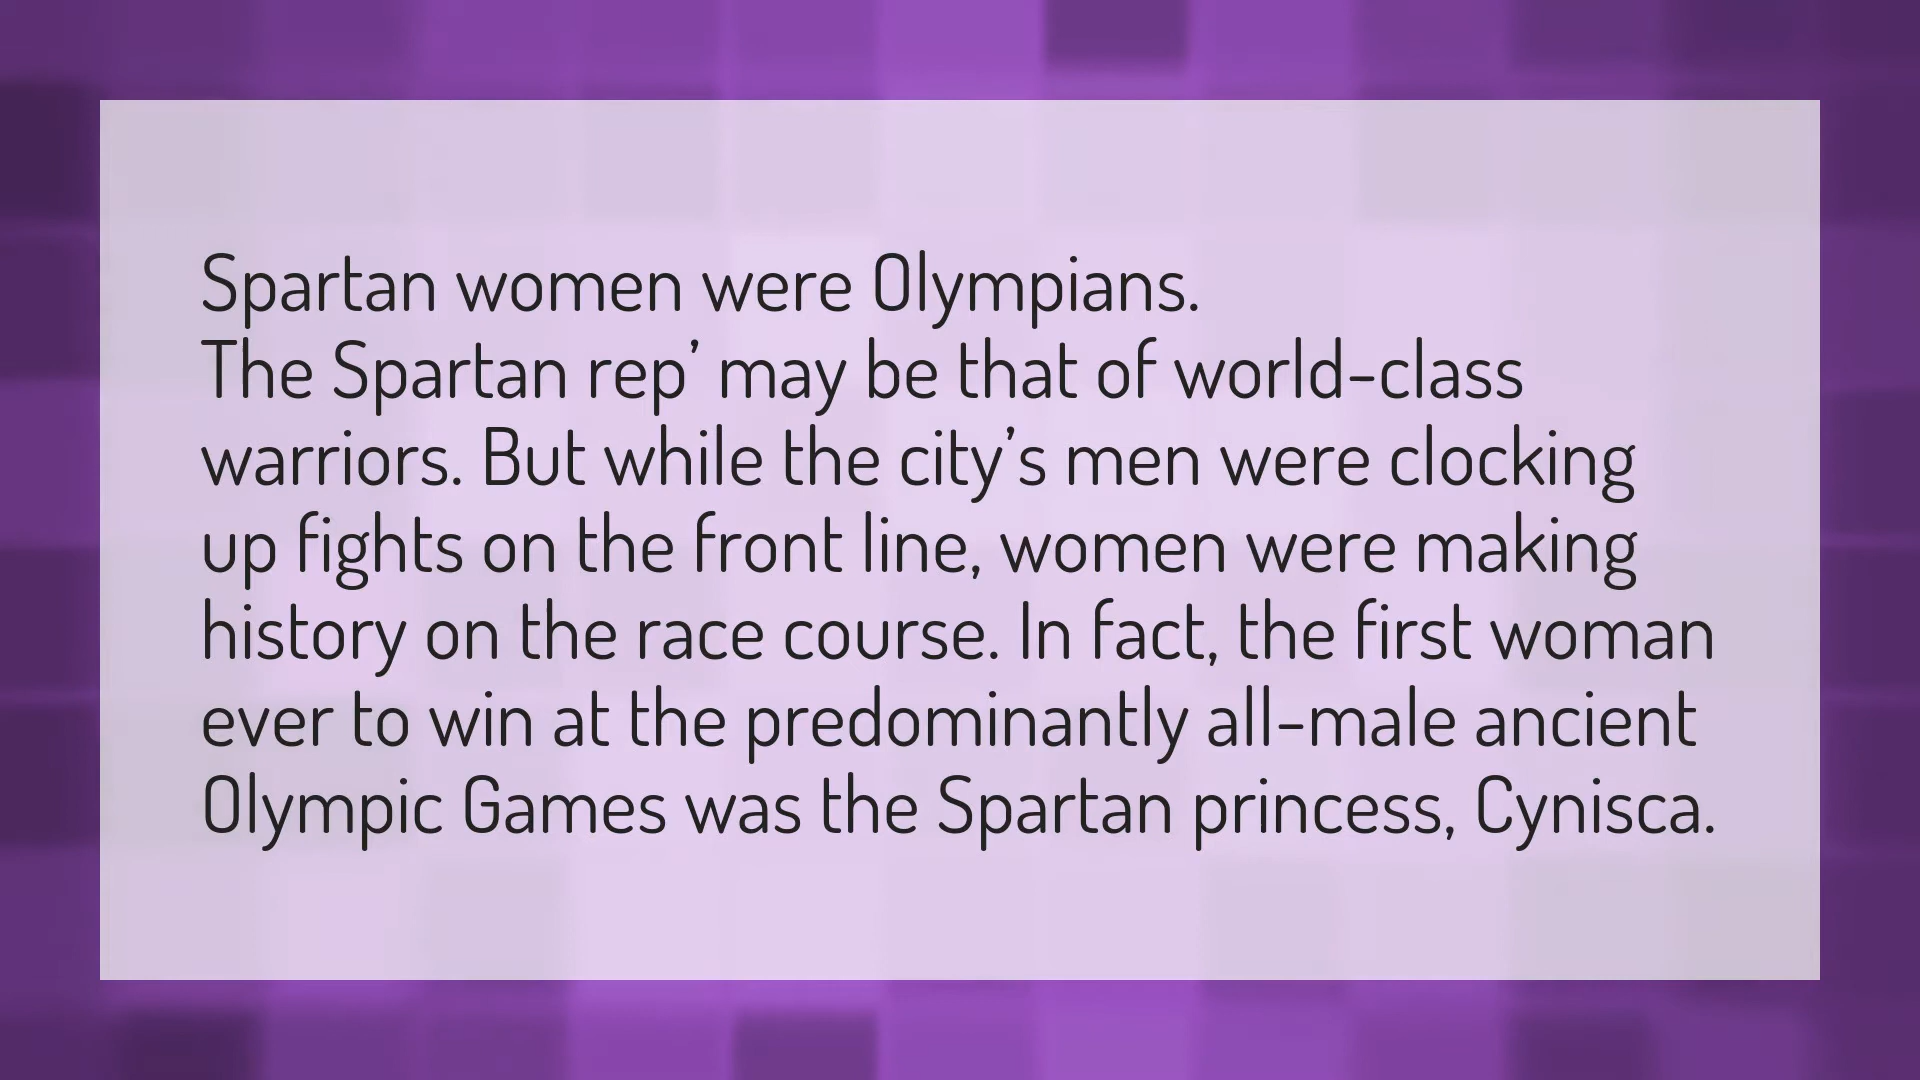 Spartan women were Olympians.
The Spartan rep’ may be that of world-class
warriors. But while the city’s men were clocking
up fights on the front line, women were making
history on the race course. In fact, the first woman
ever to win at the predominantly all-male ancient
Olympic Games was the Spartan princess, Cynisca.